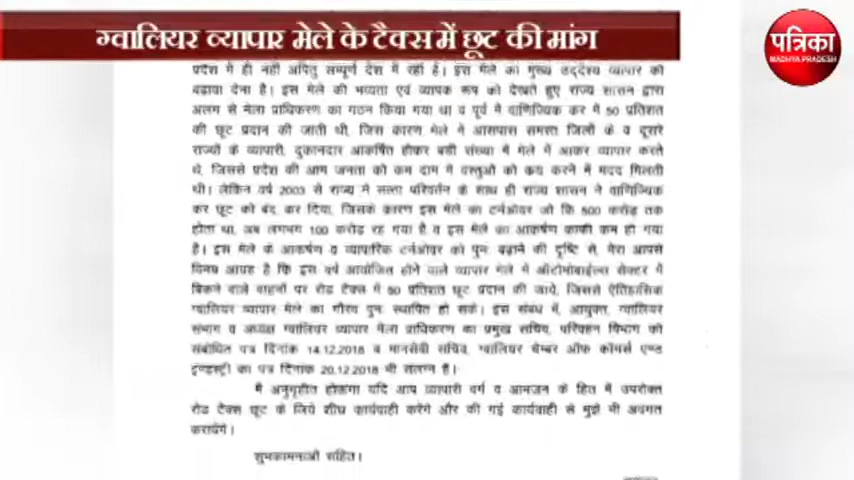 ग्वालियर व्यापार मेले के टैक्स में छूट की मांग
पत्रिका
MADHYA PRADESH
प्रदेश में ही नहीं अपितु सम्पूर्ण देश में रही है। इस मेले का मुख्य उद्देश्य व्यापार को
बढ़ावा देना है। इस मेले की भव्यता एवं व्यापक रूप को देखते हुए राज्य शासन द्वारा
अलग से मेला प्राधिकरण का गठन किया गया था व पूर्व में वाणिज्यिक कर में 50 प्रतिशत
की छूट प्रदान की जाती थी, जिस कारण मेले में आसपास समस्त जिलों के व दूसरे
राज्यों के व्यापारी, दुकानदार आकर्षित होकर बड़ी संख्या में मेले में आकर व्यापार करते
थे, जिससे प्रदेश की आम जनता को कम दाम में वस्तुओं को क्रय करने में मदद मिलती
थी। लेकिन वर्ष 2003 से राज्य में सत्ता परिवर्तन के साथ ही राज्य शासन ने वाणिज्यिक
कर छूट को बंद कर दिया, जिसके कारण इस मेले का टर्नओवर जो कि 500 करोड़ तक
होता था, अब लगभग 100 करोड़ रह गया है व इस मेले का आकर्षण काफी कम हो गया
है। इस मेले के आकर्षण व व्यापारिक टर्नओवर को पुनः बढ़ाने की दृष्टि से, मेरा आपसे
विनम्र आग्रह है कि इस वर्ष आयोजित होने वाले व्यापार मेले में ऑटोमोबाईल्स सेक्टर में
बिकने वाले वाहनों पर रोड टैक्स में 50 प्रतिशत छूट प्रदान की जाये, जिससे ऐतिहासिक
ग्वालियर व्यापार मेले का गौरव पुनः स्थापित हो सके। इस संबंध में, आयुक्त, ग्वालियर
संभाग व अध्यक्ष ग्वालियर व्यापार मेला प्राधिकरण का प्रमुख सचिव, परिवहन विभाग को
संबोधित पत्र दिनांक 14.12.2018 व मानसेवी सचिव, ग्वालियर चेम्बर ऑफ कॉमर्स एण्ड
इंण्डस्ट्री का पत्र दिनांक 20.12.2018 भी संलग्न है।
मैं अनुगृहीत होऊंगा यदि आप व्यापारी वर्ग व आमजन के हित में उपरोक्त
रोड टैक्स छूट के लिये शीघ्र कार्यवाही करेंगे और की गई कार्यवाही से मुझे भी अवगत
करायेंगे।
शुभकामनाओं सहित।